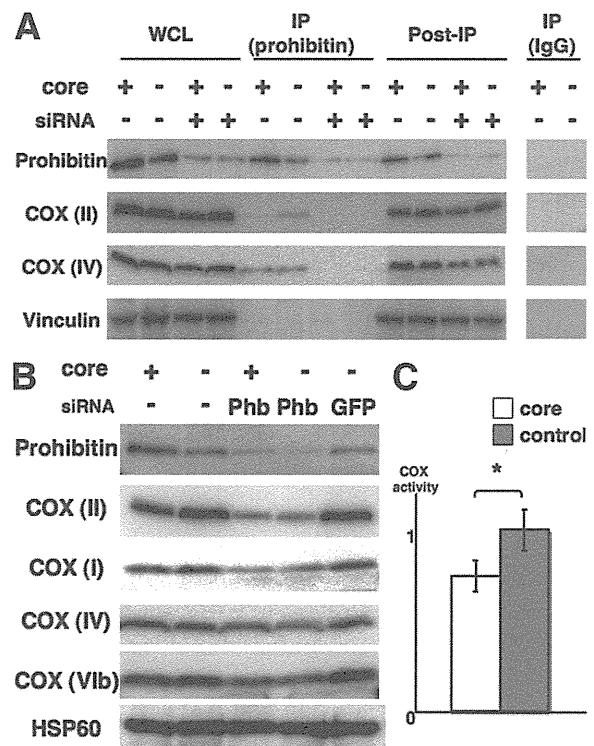 A
WCL
IP (prohibitin)
Post-IP
IP (IgG)
core + - + - + - + - + - + - + -
siRNA - - + + - - + + - - + + - -
Prohibitin
COX (II)
COX (IV)
Vinculin
B
core + - + - -
siRNA - - Phb Phb GFP
Prohibitin
COX (II)
COX (I)
COX (IV)
COX (VIb)
HSP60
C
core
control
COX activity
*
1
0